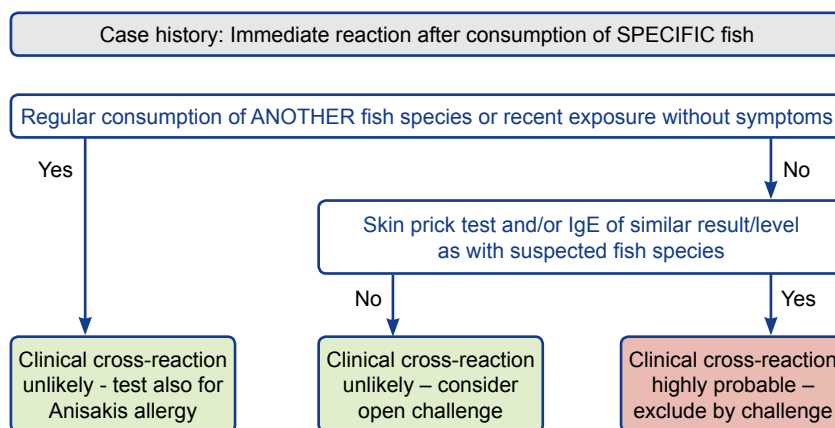 Case history: Immediate reaction after consumption of SPECIFIC fish
Regular consumption of ANOTHER fish species or recent exposure without symptoms
Yes
No
Skin prick test and/or IgE of similar result/level
as with suspected fish species
No
Yes
Clinical cross-reaction
unlikely - test also for
Anisakis allergy
Clinical cross-reaction
unlikely – consider
open challenge
Clinical cross-reaction
highly probable –
exclude by challenge